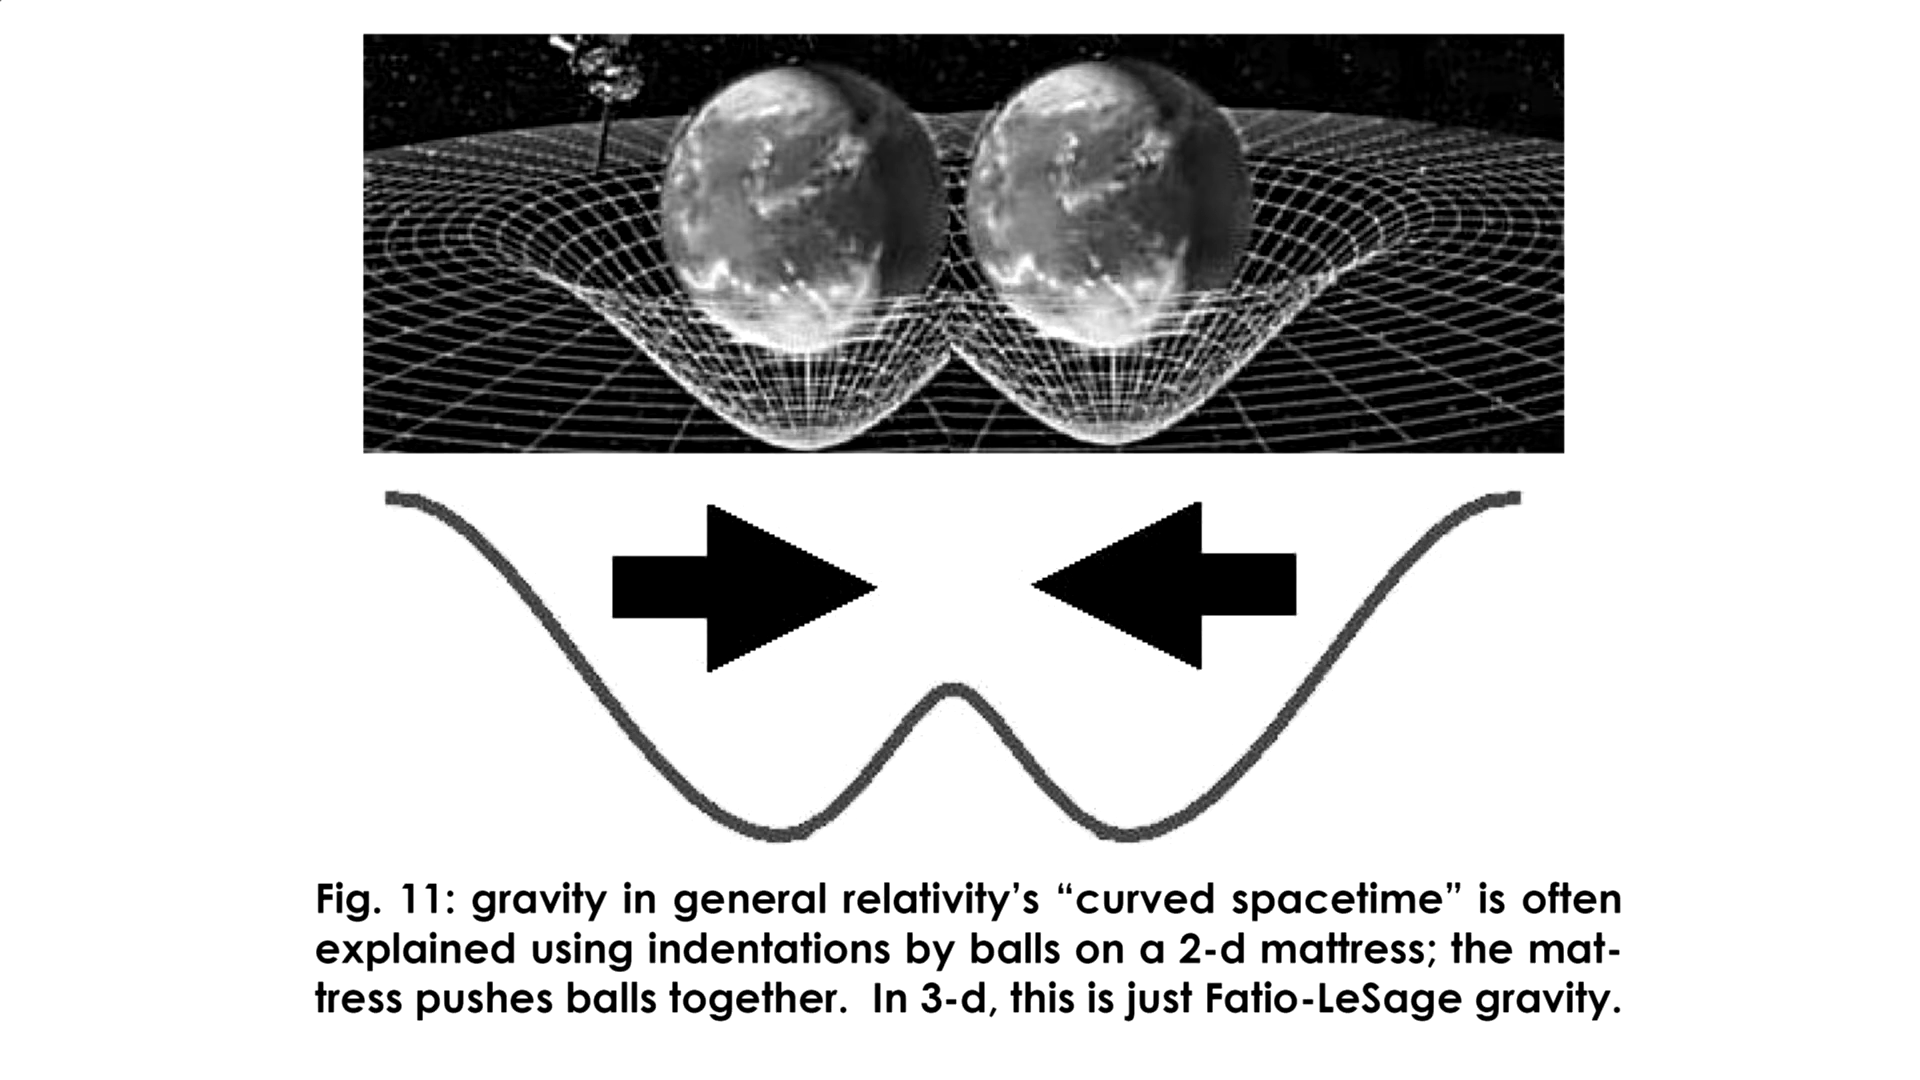 Fig. 11: gravity in general relativity’s “curved spacetime” is often
explained using indentations by balls on a 2-d mattress; the mat-
tress pushes balls together.  In 3-d, this is just Fatio-LeSage gravity.